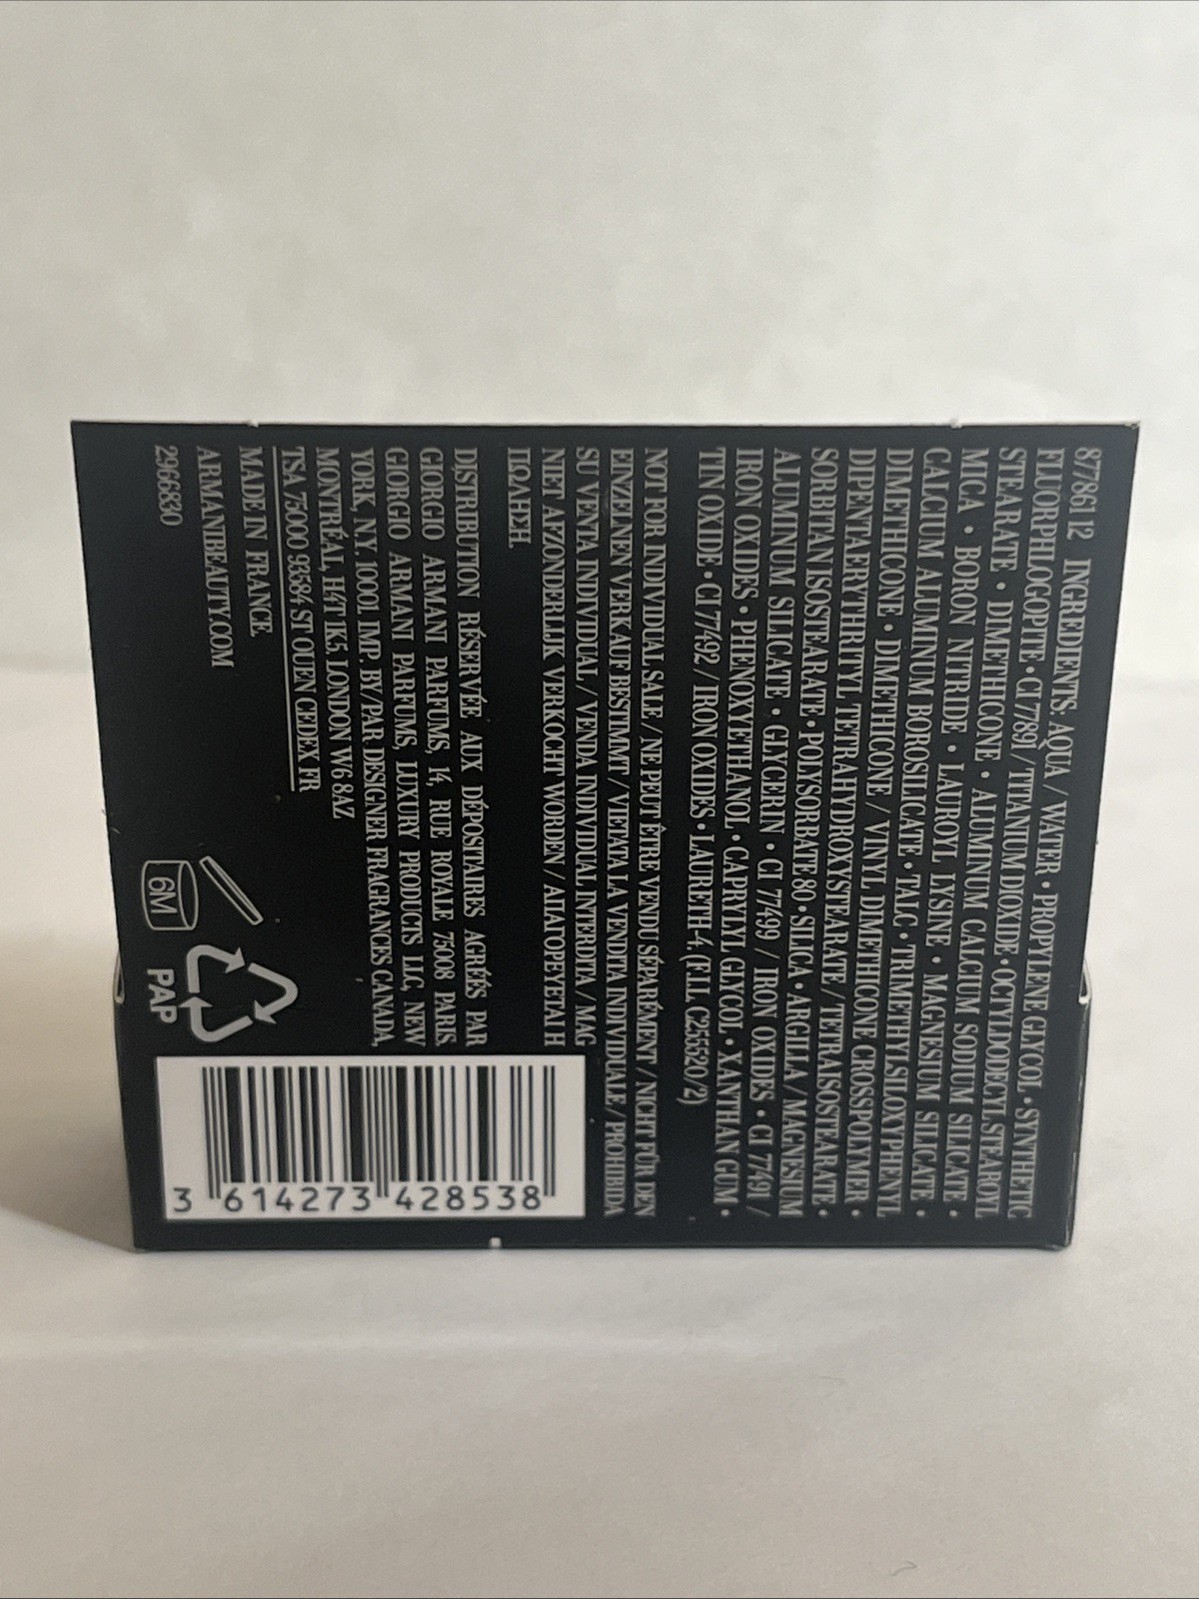 877861 12 INGREDIENTS: AQUA / WATER • PROPYLENE GLYCOL • SYNTHETIC
FLUORPHLOGOPITE • CI 77891 / TITANIUM DIOXIDE • OCTYLDODECYL STEAROYL
STEARATE • DIMETHICONE • ALUMINUM CALCIUM SODIUM SILICATE •
MICA • BORON NITRIDE • LAUROYL LYSINE • MAGNESIUM SILICATE •
CALCIUM ALUMINUM BOROSILICATE • TALC • TRIMETHYLSILOXYPHENYL
DIMETHICONE • DIMETHICONE / VINYL DIMETHICONE CROSSPOLYMER •
DIPENTAERYTHRITYL TETRAHYDROXYSTEARATE / TETRAISOSTEARATE •
SORBITAN ISOSTEARATE • POLYSORBATE 80 • SILICA • ARGILLA / MAGNESIUM
ALUMINUM SILICATE • GLYCERIN • CI 77499 / IRON OXIDES • CI 77491 /
IRON OXIDES • PHENOXYETHANOL • CAPRYLYL GLYCOL • XANTHAN GUM •
TIN OXIDE • CI 77492 / IRON OXIDES • LAURETH-4 (F.I.L. C255520/2)
NOT FOR INDIVIDUAL SALE / NE PEUT ÊTRE VENDU SÉPARÉMENT / NICHT FÜR DEN
EINZELNEN VERKAUF BESTIMMT / VIETATA LA VENDITA INDIVIDUALE / PROHIBIDA
SU VENTA INDIVIDUAL / VENDA INDIVIDUAL INTERDITA / MAG
NIET AFZONDERLIJK VERKOCHT WORDEN / ΑΠΑΓΟΡΕΥΕΤΑΙ Η
ΠΩΛΗΣΗ.
DISTRIBUTION RÉSERVÉE AUX DÉPOSITAIRES AGRÉÉS PAR
GIORGIO ARMANI PARFUMS, 14, RUE ROYALE 75008 PARIS.
GIORGIO ARMANI PARFUMS, LUXURY PRODUCTS LLC, NEW
YORK, N.Y. 10001 IMP. BY/PAR DESIGNER FRAGRANCES CANADA,
MONTRÉAL, H4T 1K5, LONDON W6 8AZ
TSA 75000 93584 ST OUEN CEDEX FR
MADE IN FRANCE
ARMANIBEAUTY.COM
2966830
6M
PAP
3 614273 428538